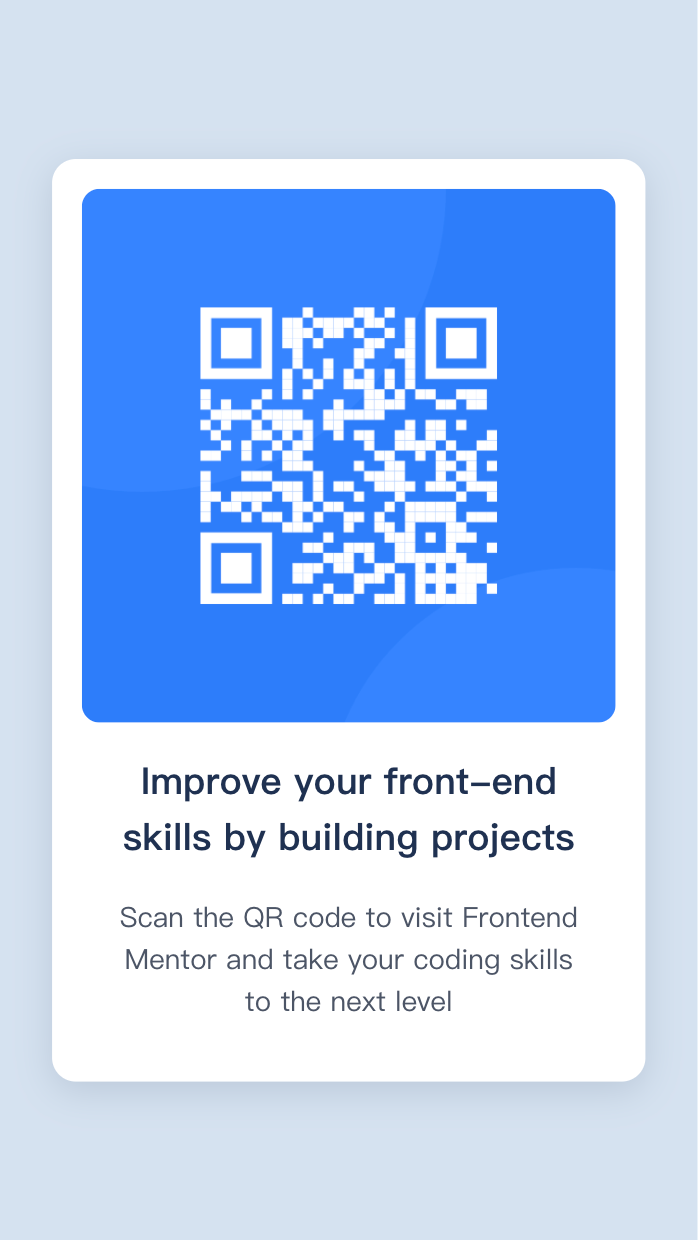 Improve your front–end
skills by building projects
Scan the QR code to visit Frontend
Mentor and take your coding skills
to the next level